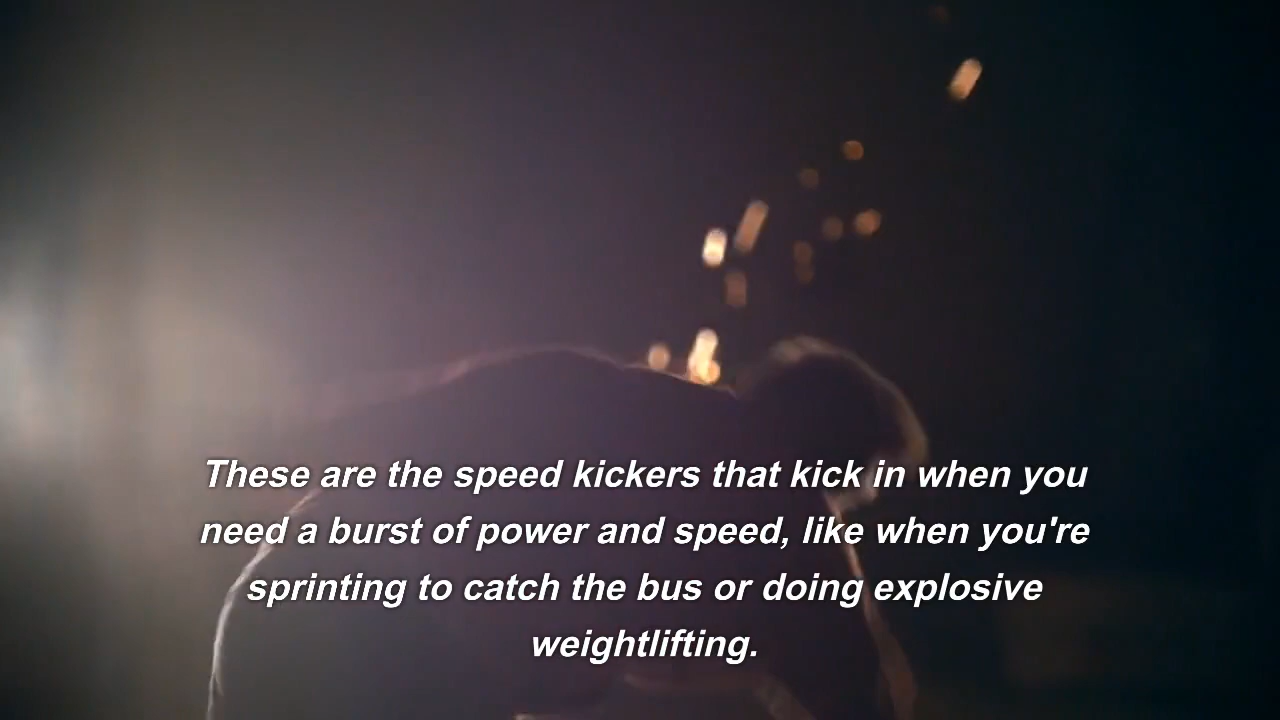 These are the speed kickers that kick in when you
need a burst of power and speed, like when you're
sprinting to catch the bus or doing explosive
weightlifting.